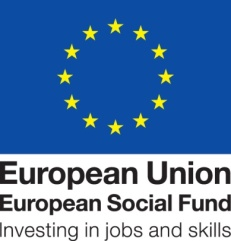 European Union
European Social Fund
Investing in jobs and skills